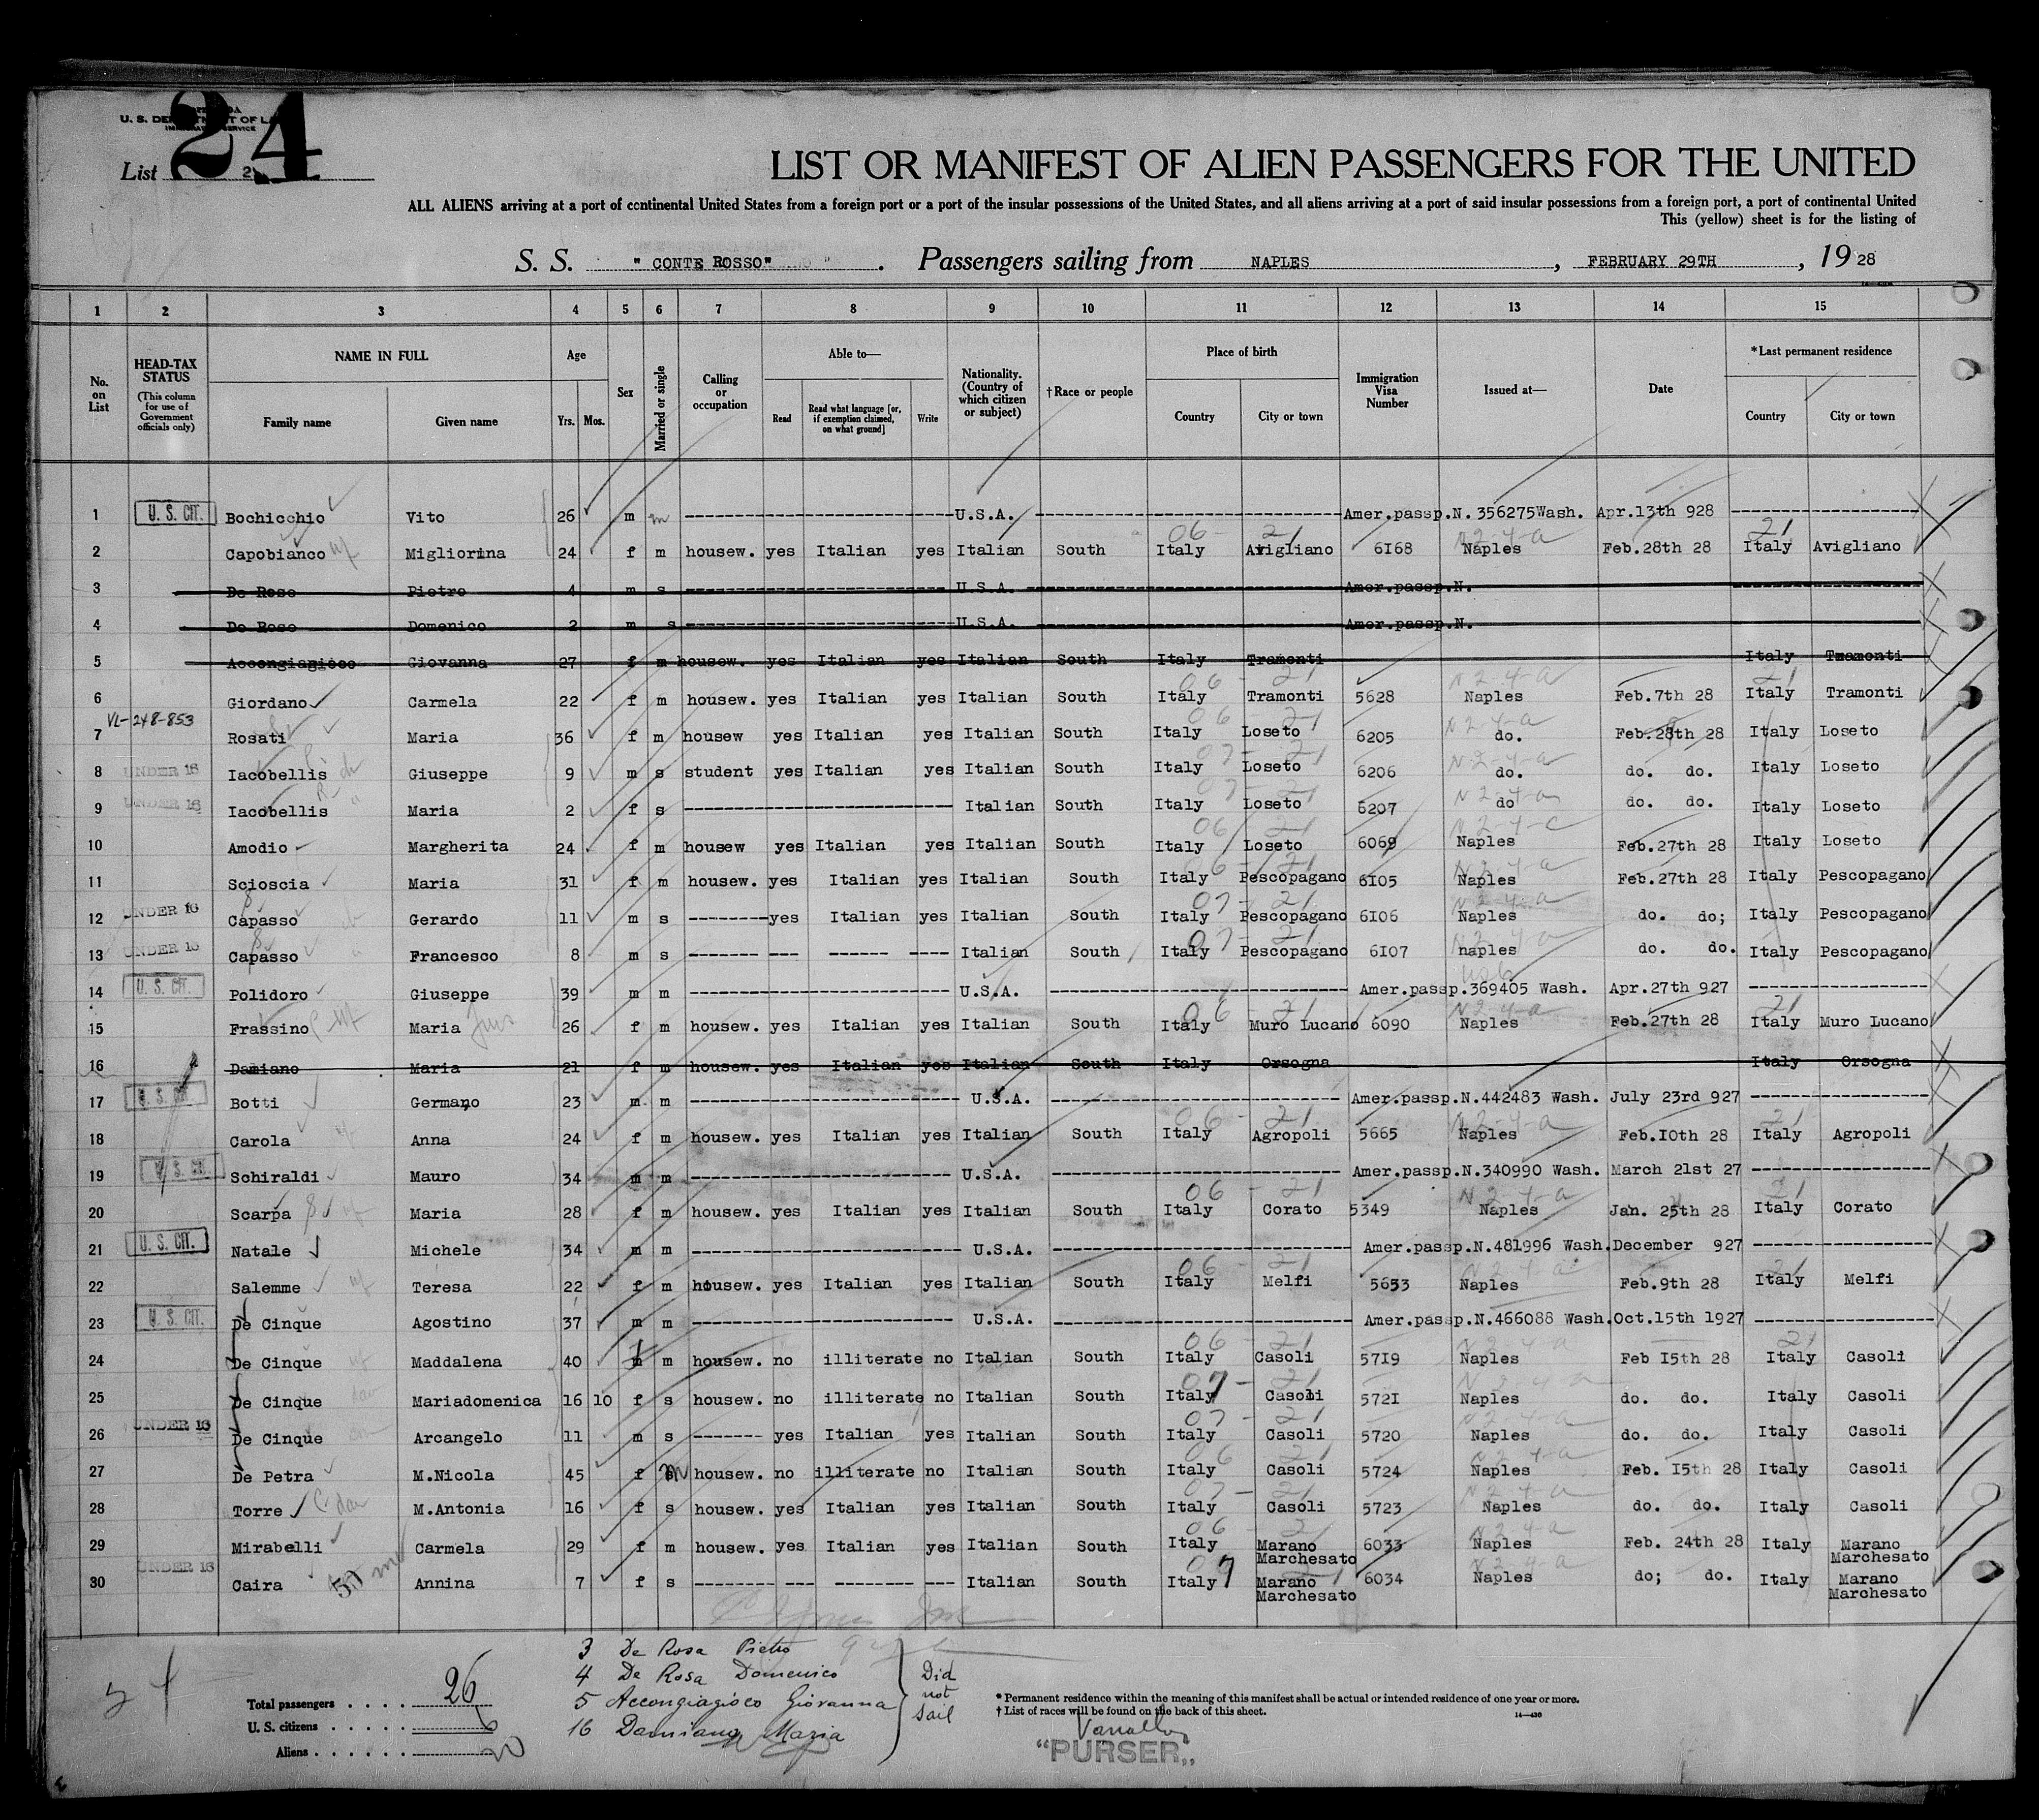 U. S. DEPARTMENT OF LA
IMMIGRATION SERVICE
List 24
LIST OR MANIFEST OF ALIEN PASSENGERS FOR THE UNITED
ALL ALIENS arriving at a port of continental United States from a foreign port or a port of the insular possessions of the United States, and all aliens arriving at a port of said insular possessions from a foreign port, a port of continental United
This (yellow) sheet is for the listing of
S. S. " CONTE ROSSO" . Passengers sailing from NAPLES , FEBRUARY 29TH , 19 28
1 2 3 4 5 6 7 8 9 10 11 12 13 14 15
No. on List HEAD-TAX STATUS (This column for use of Government officials only) NAME IN FULL Family name Given name Age Yrs. Mos. Sex Married or single Calling or occupation Able to— Read Read what language [or, if exemption claimed, on what ground] Write Nationality. (Country of which citizen or subject) †Race or people Place of birth Country City or town Immigration Visa Number Issued at— Date *Last permanent residence Country City or town
1 U. S. CIT. Bochicchio Vito 26 m m U.S.A. Amer.passp.N. 356275Wash. Apr.13th 928
2 Capobianco Migliorina 24 f m housew. yes Italian yes Italian South Italy Avigliano 6I68 Naples Feb.28th 28 Italy Avigliano
3 De Rose Pietro 4 m s U.S.A. Amer.passp.N.
4 De Rose Domenico 2 m s U.S.A. Amer.passp.N.
5 Accongiagioco Giovanna 27 f m housew. yes Italian yes Italian South Italy Tramonti Italy Tramonti
6 Giordano Carmela 22 f m housew. yes Italian yes Italian South Italy Tramonti 5628 Naples Feb.7th 28 Italy Tramonti
VL-248-853
7 Rosati Maria 36 f m housew yes Italian yes Italian South Italy Loseto 6205 do. Feb.28th 28 Italy Loseto
8 UNDER 16 Iacobellis Giuseppe 9 m s student yes Italian yes Italian South Italy Loseto 6206 do. do. do. Italy Loseto
9 UNDER 16 Iacobellis Maria 2 f s Italian South Italy Loseto 6207 do do. do. Italy Loseto
10 Amodio Margherita 24 f m housew yes Italian yes Italian South Italy Loseto 6069 Naples Feb.27th 28 Italy Loseto
11 Scioscia Maria 31 f m housew. yes Italian yes Italian South Italy Pescopagano 6I05 Naples Feb.27th 28 Italy Pescopagano
12 UNDER 16 Capasso Gerardo 11 m s yes Italian yes Italian South Italy Pescopagano 6I06 Naples do. do; Italy Pescopagano
13 UNDER 16 Capasso Francesco 8 m s Italian South Italy Pescopagano 6I07 naples do. do. Italy Pescopagano
14 U. S. CIT. Polidoro Giuseppe 39 m m U.S.A. Amer.passp.369405 Wash. Apr.27th 927
15 Frassino Maria 26 f m housew. yes Italian yes Italian South Italy Muro Lucano 6090 Naples Feb.27th 28 Italy Muro Lucano
16 Damiano Maria 21 f m housew. yes Italian yes Italian South Italy Orsogna Italy Orsogna
17 U. S. CIT. Botti Germano 23 m m U.S.A. Amer.passp.N.442483 Wash. July 23rd 927
18 Carola Anna 24 f m housew. yes Italian yes Italian South Italy Agropoli 5665 Naples Feb.I0th 28 Italy Agropoli
19 U. S. CIT. Schiraldi Mauro 34 m m U.S.A. Amer.passp.N.340990 Wash. March 21st 27
20 Scarpa Maria 28 f m housew. yes Italian yes Italian South Italy Corato 5349 Naples Jan. 25th 28 Italy Corato
21 U. S. CIT. Natale Michele 34 m m U.S.A. Amer.passp.N.481996 Wash.December 927
22 Salemme Teresa 22 f m housew. yes Italian yes Italian South Italy Melfi 5653 Naples Feb.9th 28 Italy Melfi
23 U. S. CIT. De Cinque Agostino 37 m m U.S.A. Amer.passp.N.466088 Wash.Oct.15th 1927
24 De Cinque Maddalena 40 f m housew. no illiterate no Italian South Italy Casoli 57I9 Naples Feb I5th 28 Italy Casoli
25 De Cinque Mariadomenica 16 10 f s housew. no illiterate no Italian South Italy Casoli 572I Naples do. do. Italy Casoli
26 UNDER 16 De Cinque Arcangelo 11 m s yes Italian yes Italian South Italy Casoli 5720 Naples do. do. Italy Casoli
27 De Petra M.Nicola 45 f m housew. no illiterate no Italian South Italy Casoli 5724 Naples Feb. I5th 28 Italy Casoli
28 Torre M.Antonia 16 f s housew. yes Italian yes Italian South Italy Casoli 5723 Naples do. do. Italy Casoli
29 Mirabelli Carmela 29 f m housew. yes Italian yes Italian South Italy Marano Marchesato 6033 Naples Feb. 24th 28 Italy Marano Marchesato
30 UNDER 16 Caira Annina 7 f s Italian South Italy Marano Marchesato 6034 Naples do; do. Italy Marano Marchesato
3 De Rosa Pietro
4 De Rosa Domenico
5 Accongiagioco Giovanna
16 Damiano Maria
Did not sail
Total passengers . . . . 26
U. S. citizens . . . . . 6
Aliens . . . . . . 20
* Permanent residence within the meaning of this manifest shall be actual or intended residence of one year or more.
† List of races will be found on the back of this sheet.
14—430
"PURSER"